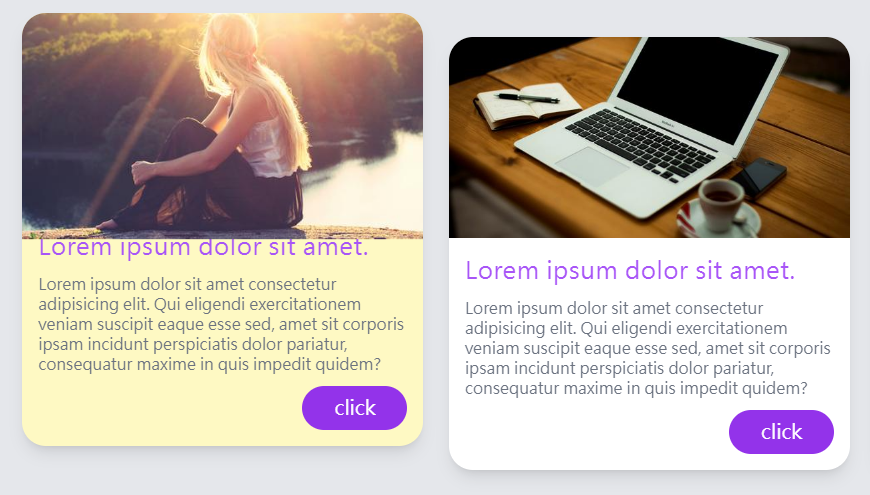 Lorem ipsum dolor sit amet.
Lorem ipsum dolor sit amet consectetur
adipisicing elit. Qui eligendi exercitationem
veniam suscipit eaque esse sed, amet sit corporis
ipsam incidunt perspiciatis dolor pariatur,
consequatur maxime in quis impedit quidem?
click
Lorem ipsum dolor sit amet.
Lorem ipsum dolor sit amet consectetur
adipisicing elit. Qui eligendi exercitationem
veniam suscipit eaque esse sed, amet sit corporis
ipsam incidunt perspiciatis dolor pariatur,
consequatur maxime in quis impedit quidem?
click